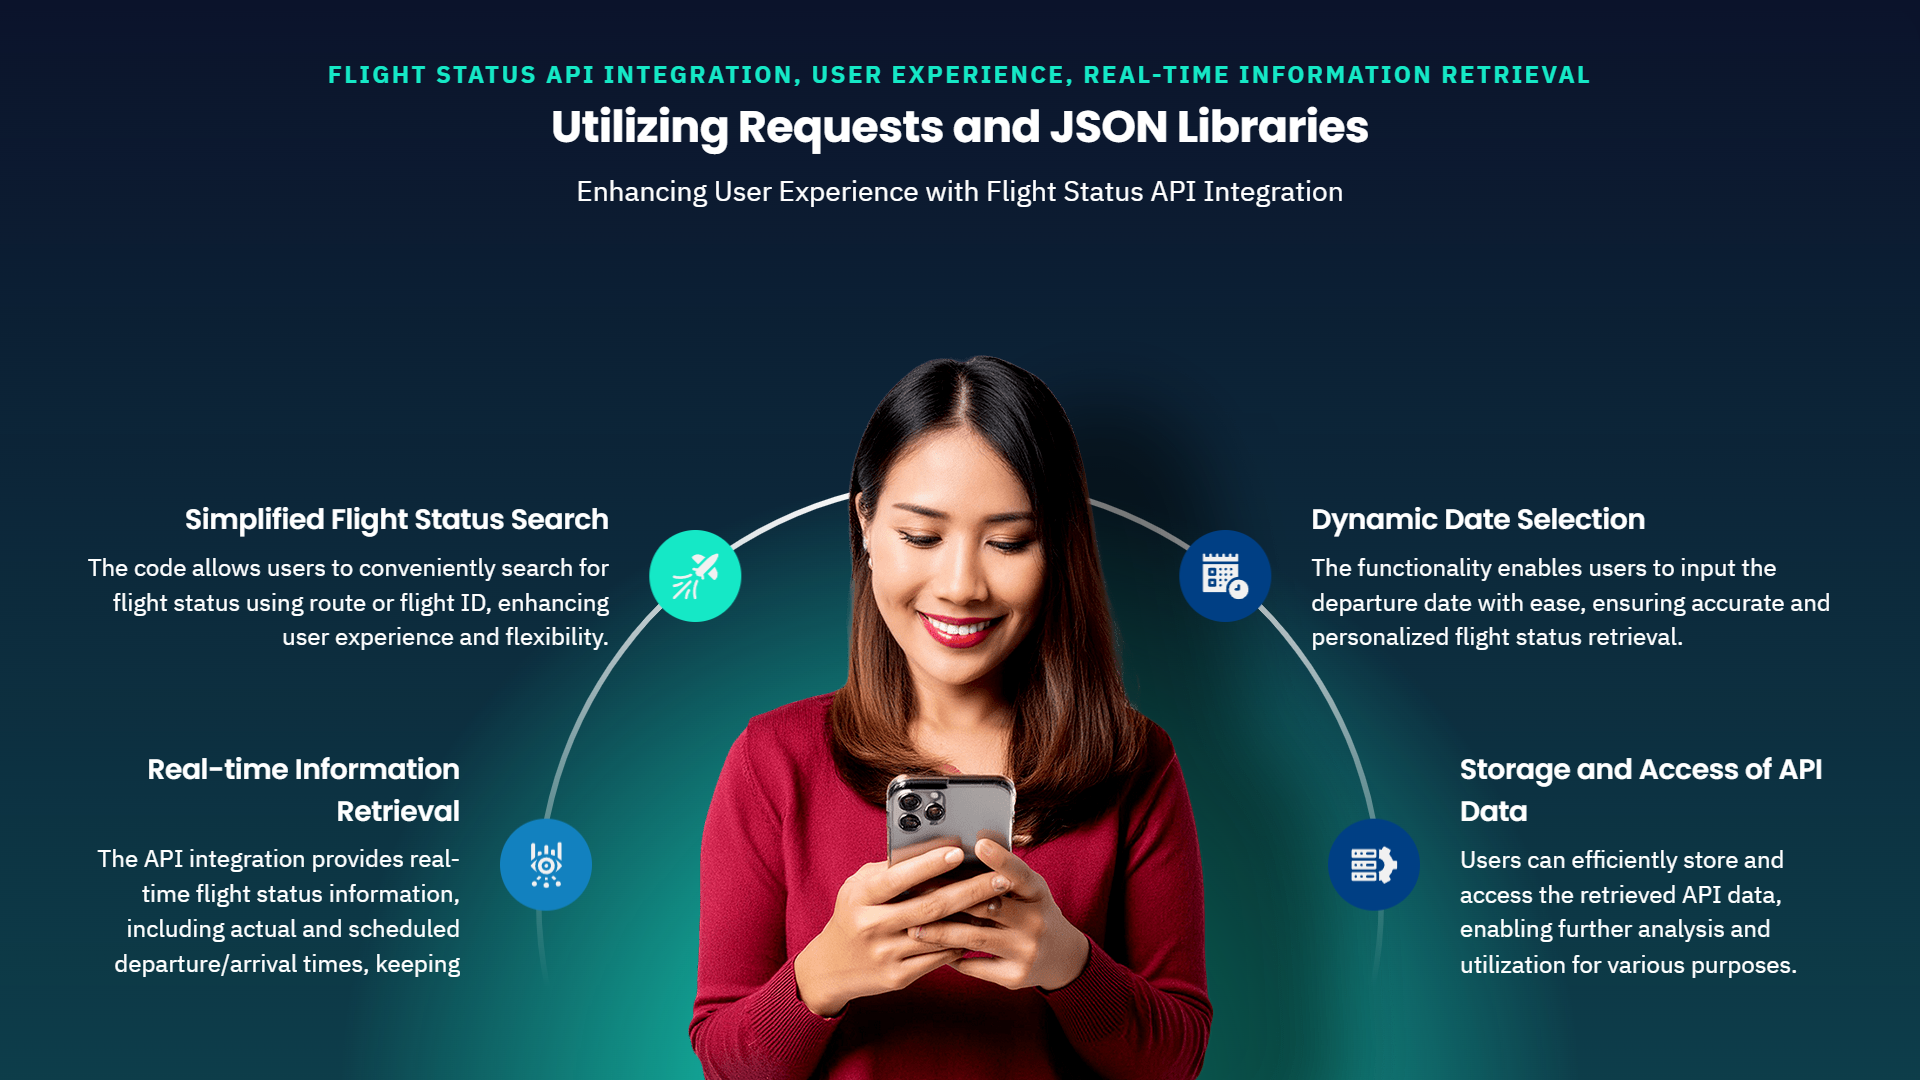 FLIGHT STATUS API INTEGRATION, USER EXPERIENCE, REAL-TIME INFORMATION RETRIEVAL
Utilizing Requests and JSON Libraries
Enhancing User Experience with Flight Status API Integration
Simplified Flight Status Search
The code allows users to conveniently search for
flight status using route or flight ID, enhancing
user experience and flexibility.
Dynamic Date Selection
The functionality enables users to input the
departure date with ease, ensuring accurate and
personalized flight status retrieval.
Real-time Information
Retrieval
The API integration provides real-
time flight status information,
including actual and scheduled
departure/arrival times, keeping
Storage and Access of API
Data
Users can efficiently store and
access the retrieved API data,
enabling further analysis and
utilization for various purposes.